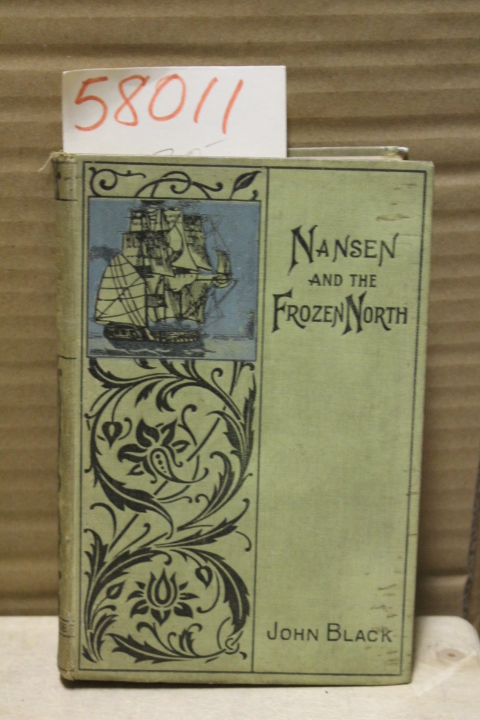 58011
NANSEN
AND THE
FROZEN NORTH
JOHN BLACK